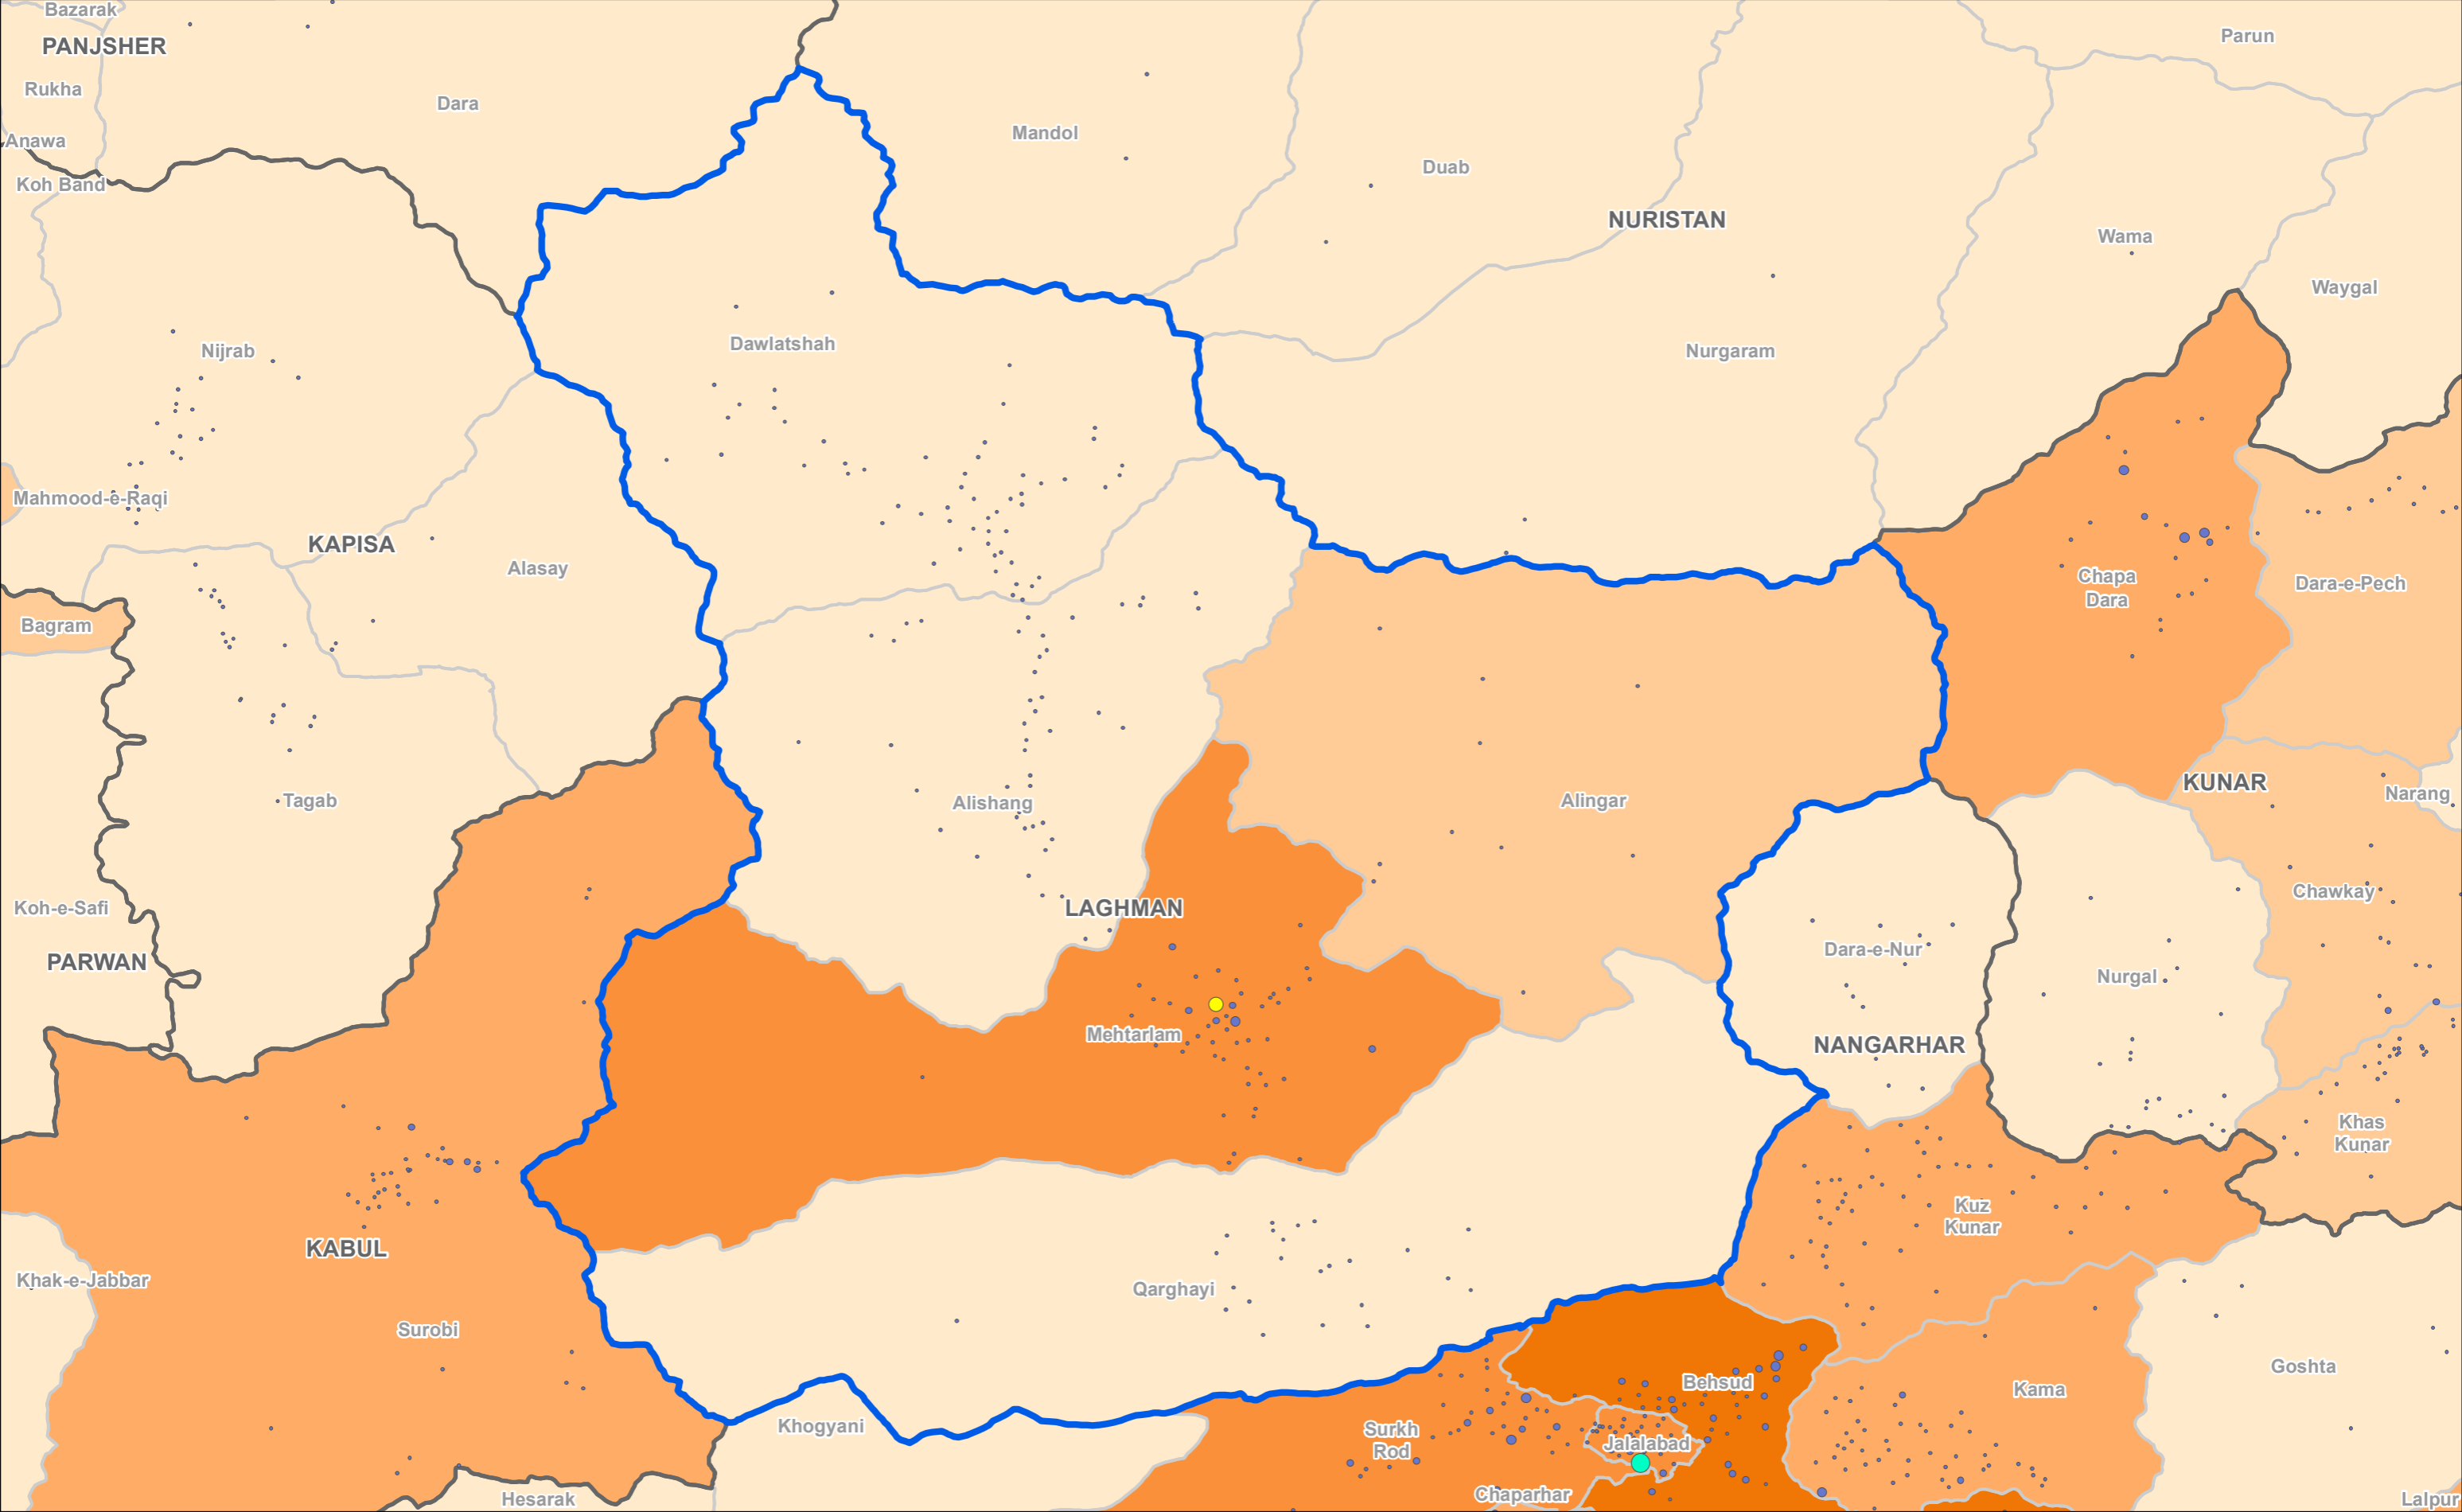 Bazarak
PANJSHER
Parun
Rukha
Dara
Mandol
Anawa
Duab
Koh Band
NURISTAN
Wama
Waygal
Nijrab
Dawlatshah
Nurgaram
Mahmood-e-Raqi
KAPISA
Alasay
Chapa
Dara
Dara-e-Pech
Bagram
KUNAR
Narang
Tagab
Alishang
Alingar
Chawkay
Koh-e-Safi
LAGHMAN
Dara-e-Nur
PARWAN
Nurgal
Mehtarlam
NANGARHAR
Khas
Kunar
Kuz
Kunar
KABUL
Khak-e-Jabbar
Qarghayi
Surobi
Goshta
Behsud
Kama
Khogyani
Surkh
Rod
Jalalabad
Chaparhar
Hesarak
Lalpur